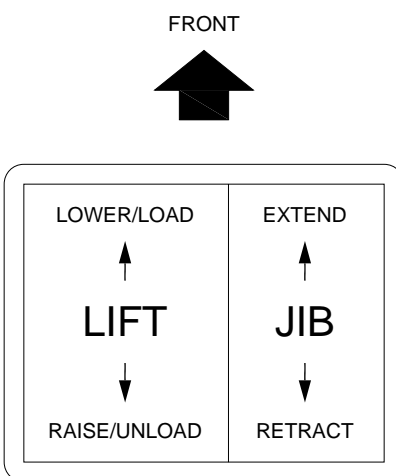 FRONT
LOWER/LOAD EXTEND
LIFT JIB
RAISE/UNLOAD RETRACT